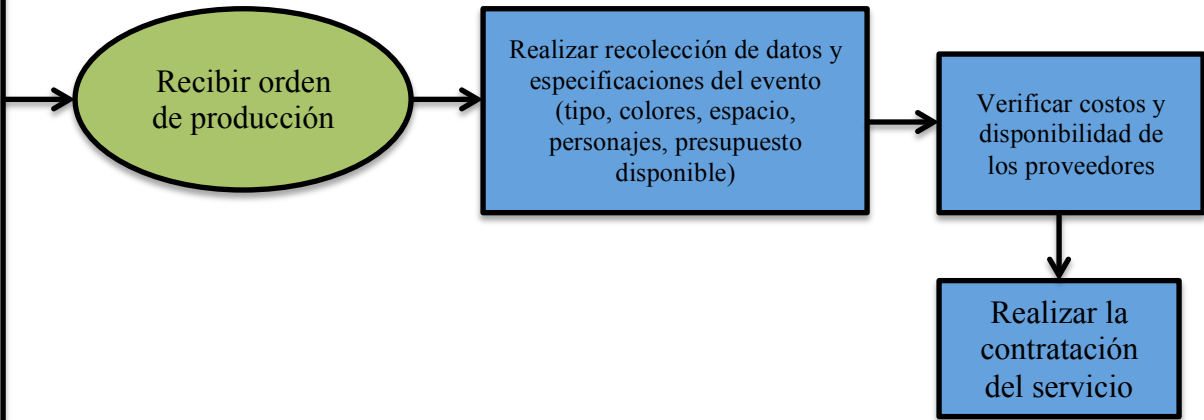 Recibir orden
de producción
Realizar recolección de datos y
especificaciones del evento
(tipo, colores, espacio,
personajes, presupuesto
disponible)
Verificar costos y
disponibilidad de
los proveedores
Realizar la
contratación
del servicio